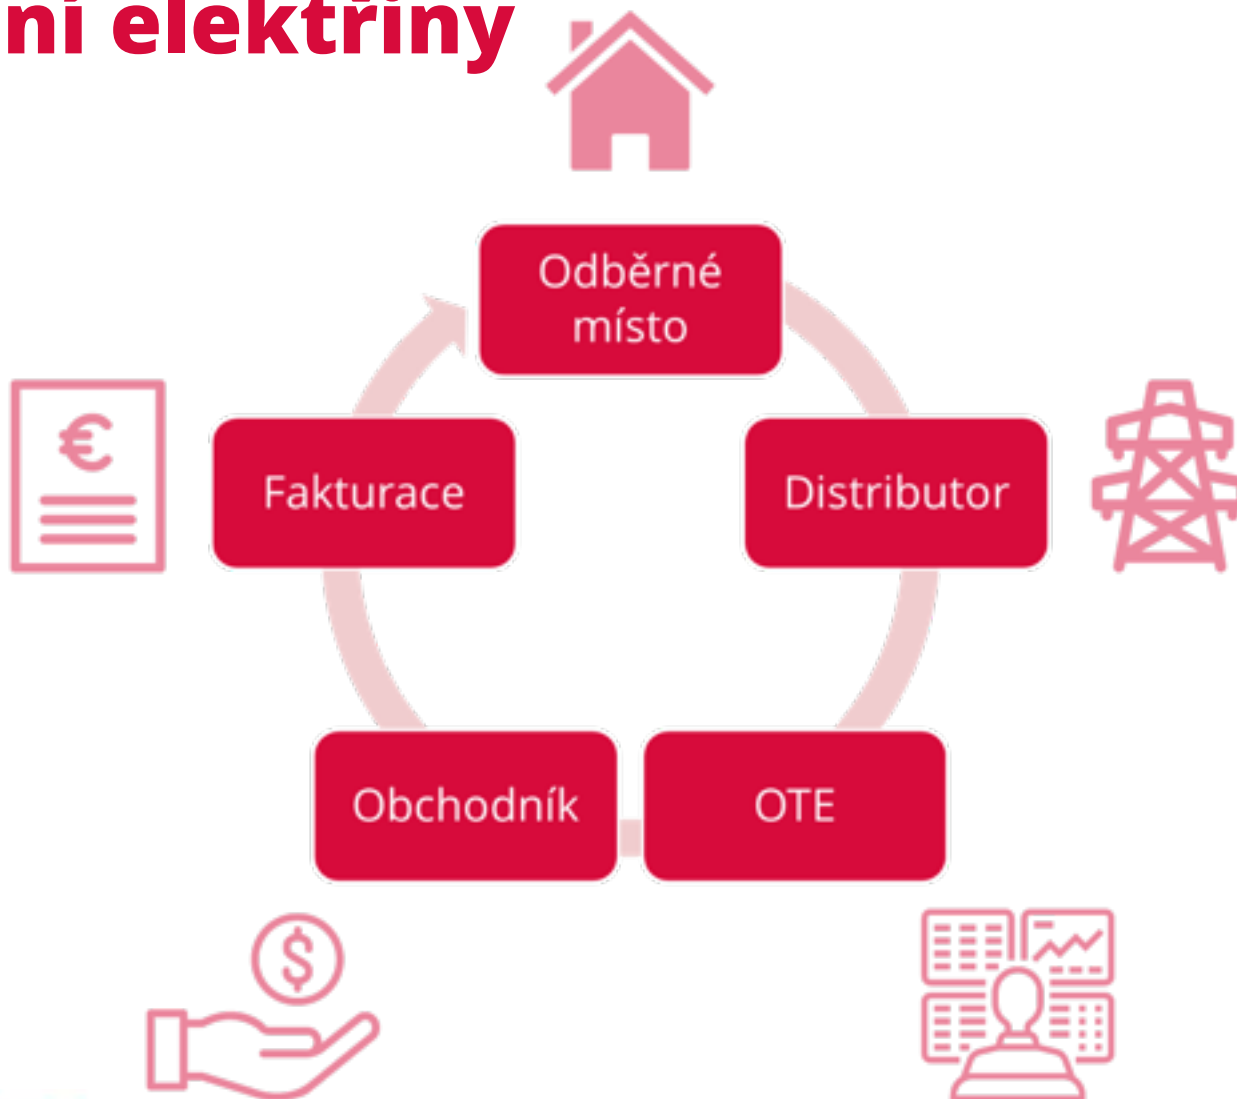 ní elektřiny
Odběrné
místo
Fakturace
Distributor
Obchodník
OTE
€
$